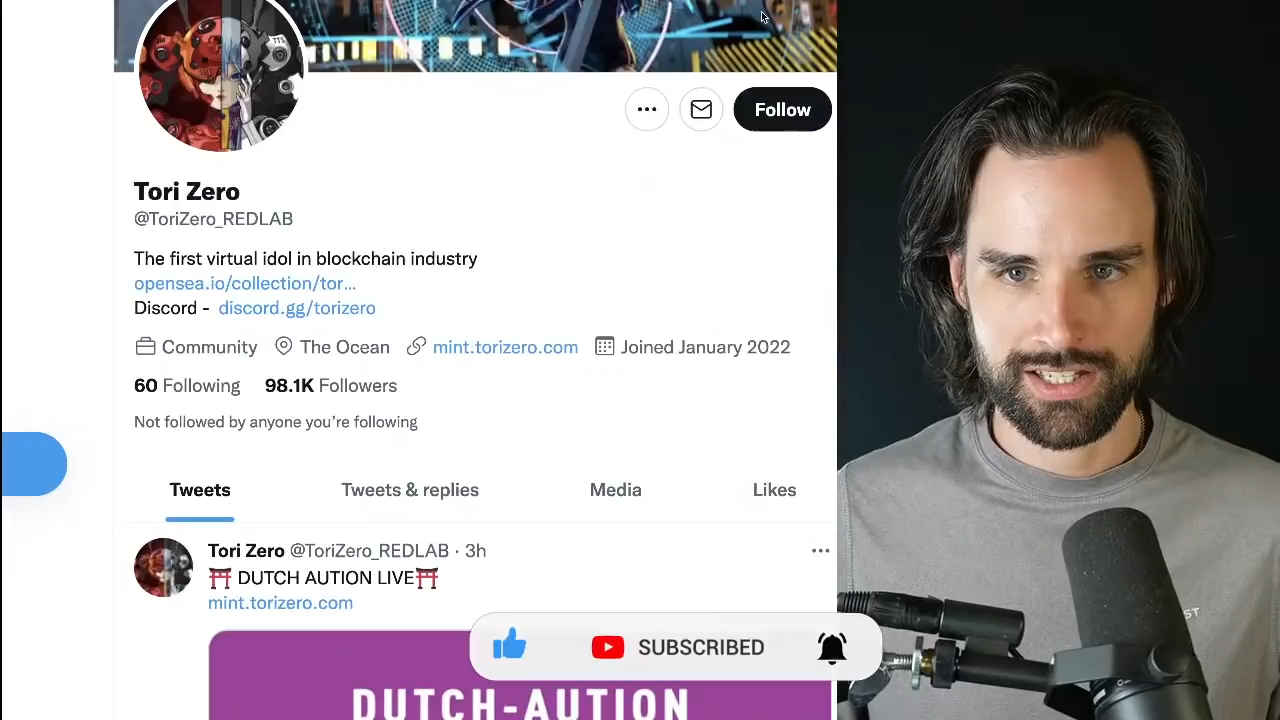 Follow
Tori Zero
@ToriZero_REDLAB
The first virtual idol in blockchain industry
opensea.io/collection/tor...
Discord - discord.gg/torizero
Community The Ocean mint.torizero.com Joined January 2022
60 Following 98.1K Followers
Not followed by anyone you're following
Tweets Tweets & replies Media Likes
Tori Zero @ToriZero_REDLAB · 3h
⛩️ DUTCH AUTION LIVE⛩️
mint.torizero.com
SUBSCRIBED
DUTCH-AUTION